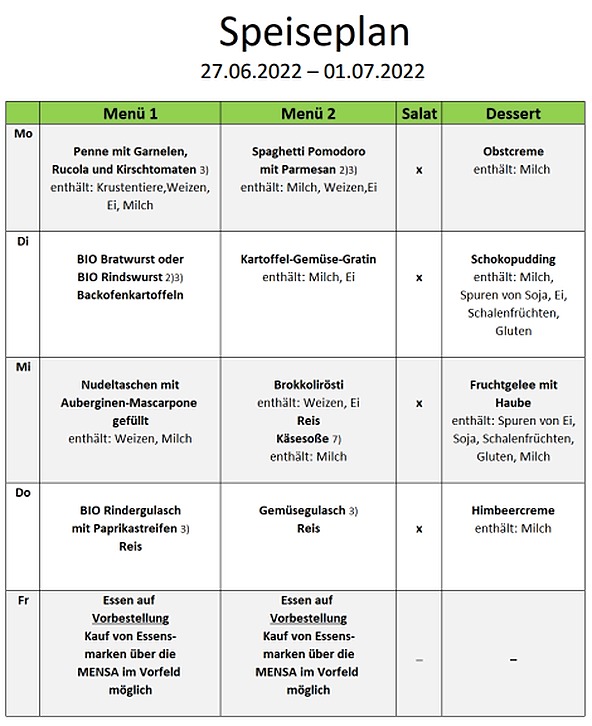 Speiseplan
27.06.2022 – 01.07.2022
Menü 1 Menü 2 Salat Dessert
Mo
Penne mit Garnelen,
Rucola und Kirschtomaten 3)
enthält: Krustentiere,Weizen,
Ei, Milch
Spaghetti Pomodoro
mit Parmesan 2)3)
enthält: Milch, Weizen,Ei
x
Obstcreme
enthält: Milch
Di
BIO Bratwurst oder
BIO Rindswurst 2)3)
Backofenkartoffeln
Kartoffel-Gemüse-Gratin
enthält: Milch, Ei
x
Schokopudding
enthält: Milch,
Spuren von Soja, Ei,
Schalenfrüchten,
Gluten
Mi
Nudeltaschen mit
Auberginen-Mascarpone
gefüllt
enthält: Weizen, Milch
Brokkolirösti
enthält: Weizen, Ei
Reis
Käsesoße 7)
enthält: Milch
x
Fruchtgelee mit
Haube
enthält: Spuren von Ei,
Soja, Schalenfrüchten,
Gluten, Milch
Do
BIO Rindergulasch
mit Paprikastreifen 3)
Reis
Gemüsegulasch 3)
Reis
x
Himbeercreme
enthält: Milch
Fr
Essen auf
Vorbestellung
Kauf von Essens-
marken über die
MENSA im Vorfeld
möglich
Essen auf
Vorbestellung
Kauf von Essens-
marken über die
MENSA im Vorfeld
möglich
–
–